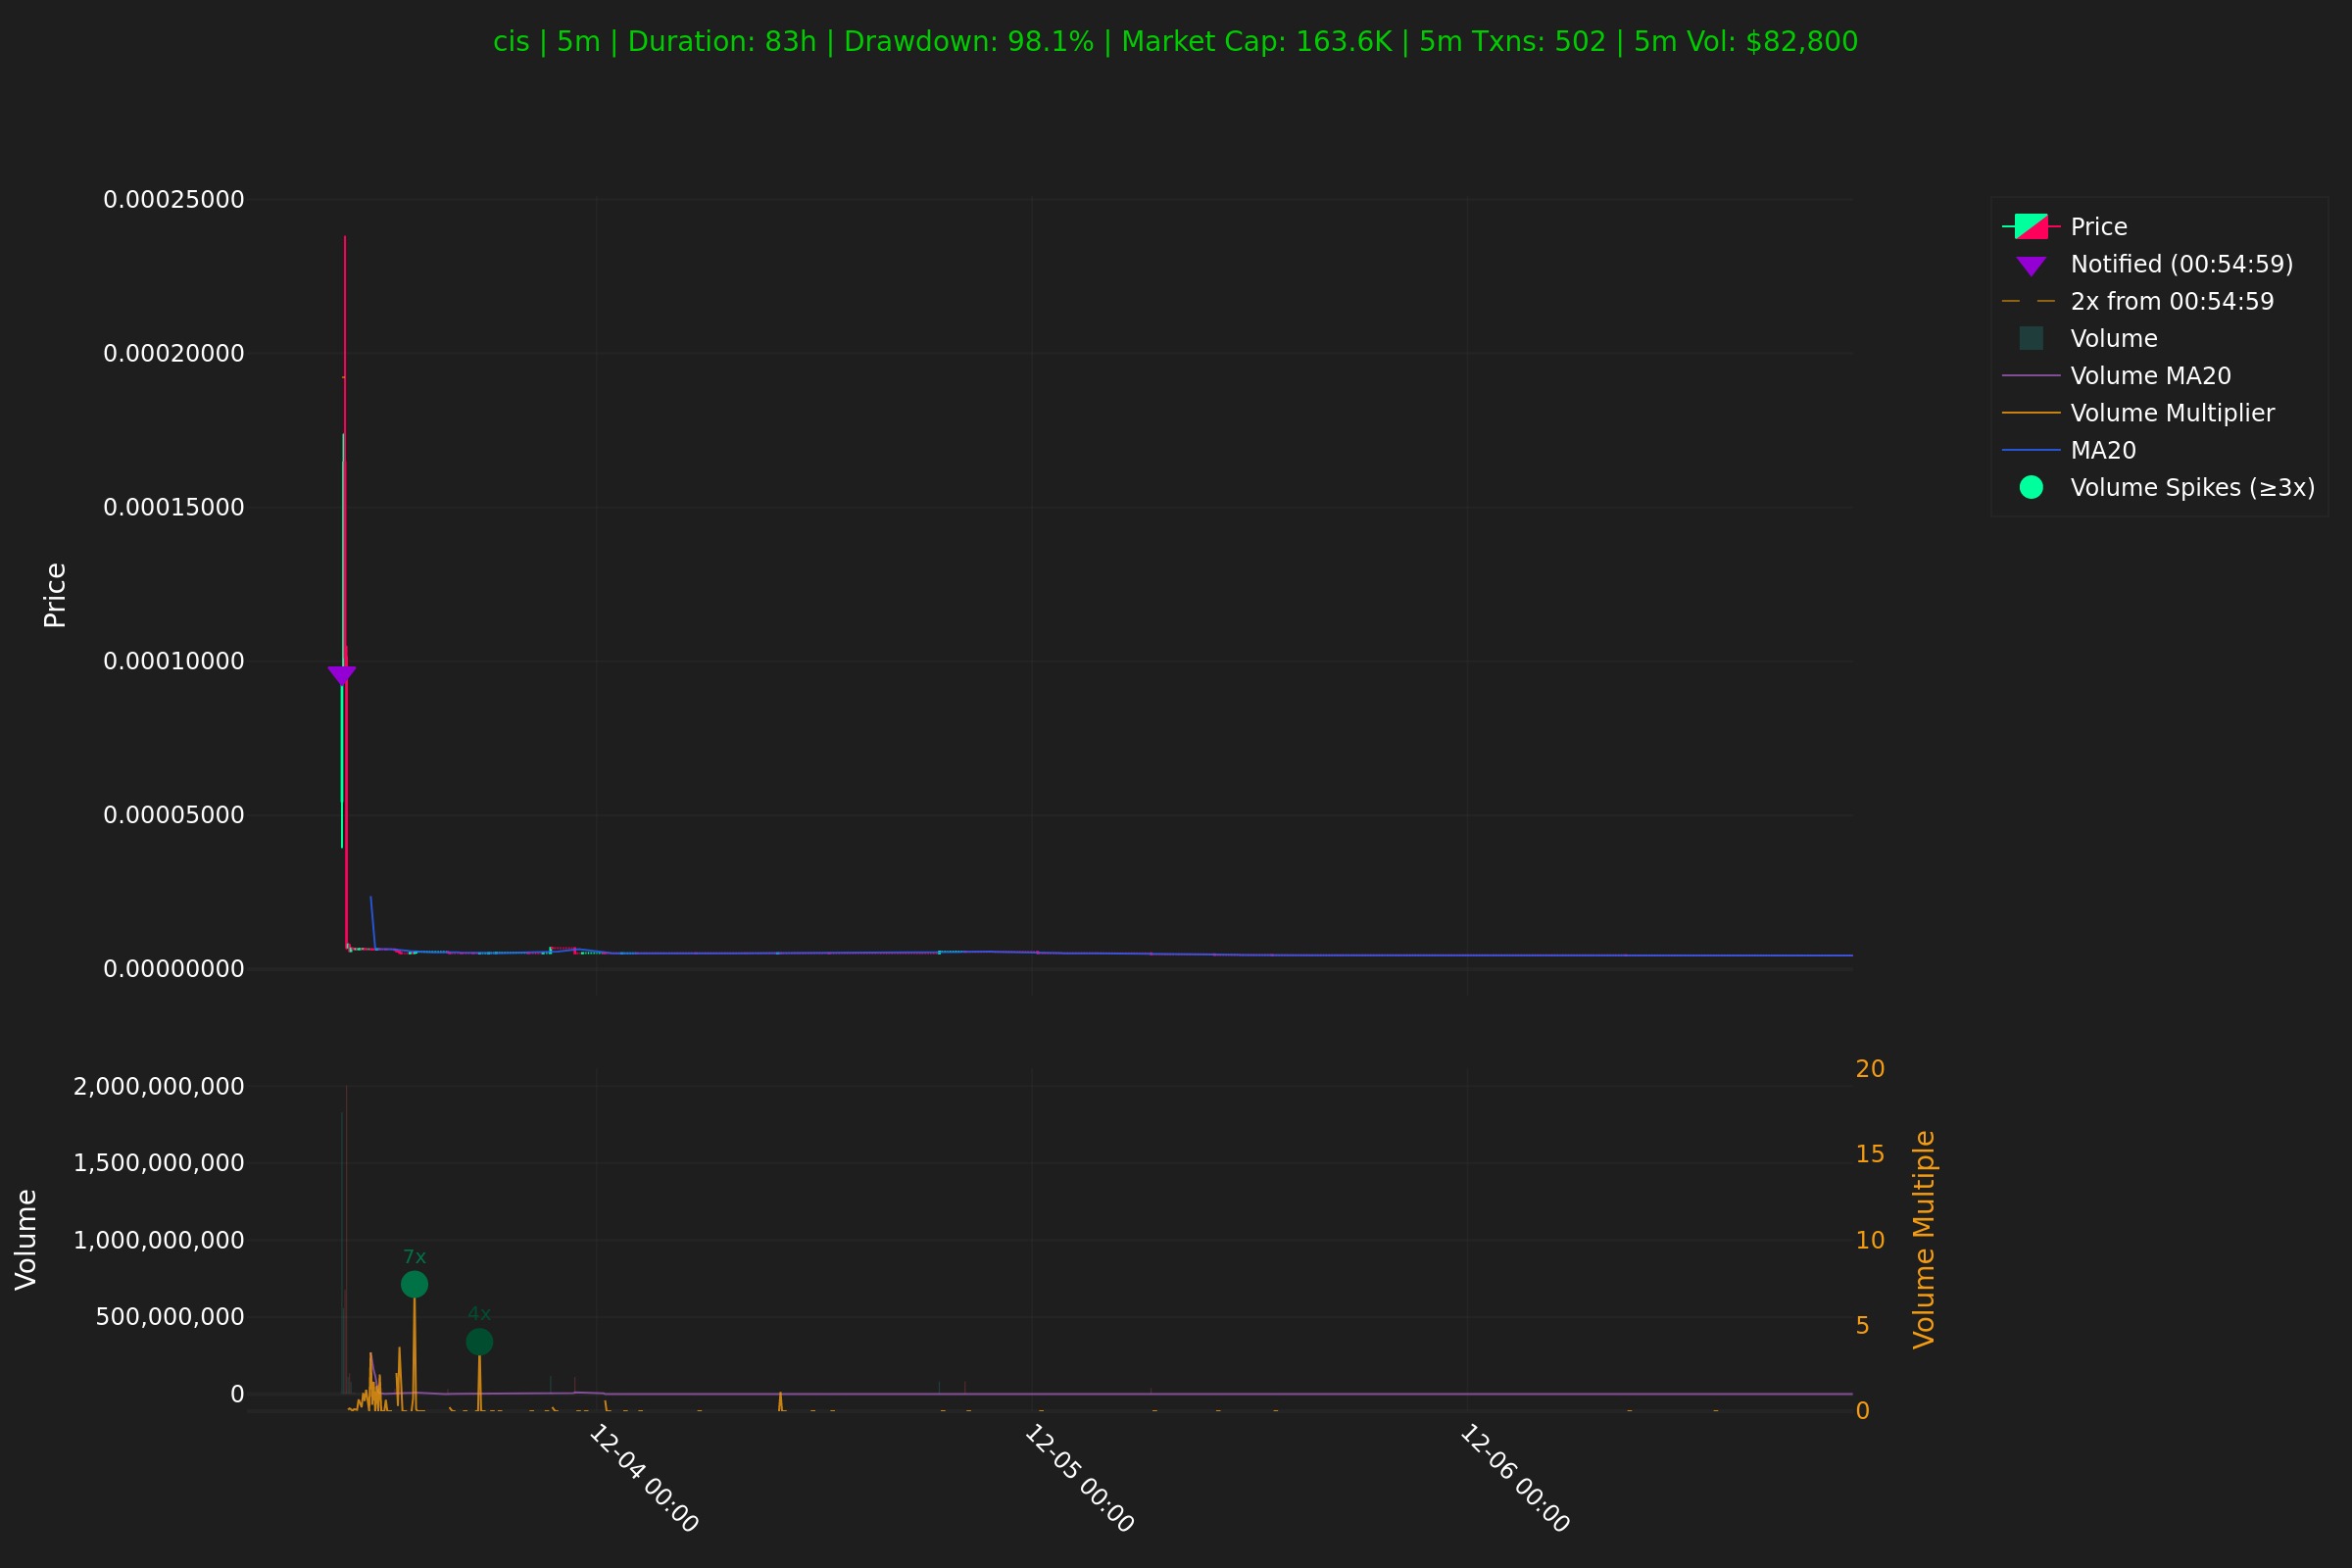 cis | 5m | Duration: 83h | Drawdown: 98.1% | Market Cap: 163.6K | 5m Txns: 502 | 5m Vol: $82,800
Price
0.00025000
0.00020000
0.00015000
0.00010000
0.00005000
0.00000000
Price
Notified (00:54:59)
2x from 00:54:59
Volume
Volume MA20
Volume Multiplier
MA20
Volume Spikes (≥3x)
Volume
2,000,000,000
1,500,000,000
1,000,000,000
500,000,000
0
7x
4x
20
15
10
5
0
Volume Multiple
12-04 00:00
12-05 00:00
12-06 00:00